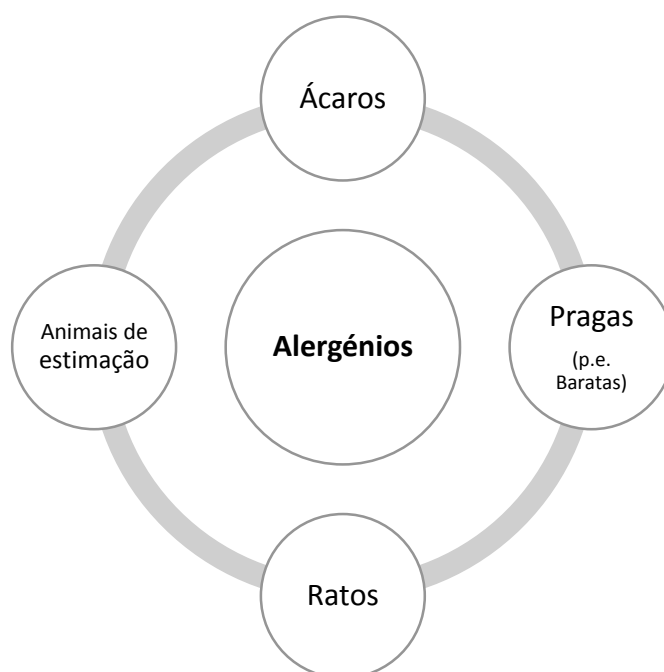 Ácaros
Animais de
estimação
Alergénios
Pragas
(p.e.
Baratas)
Ratos